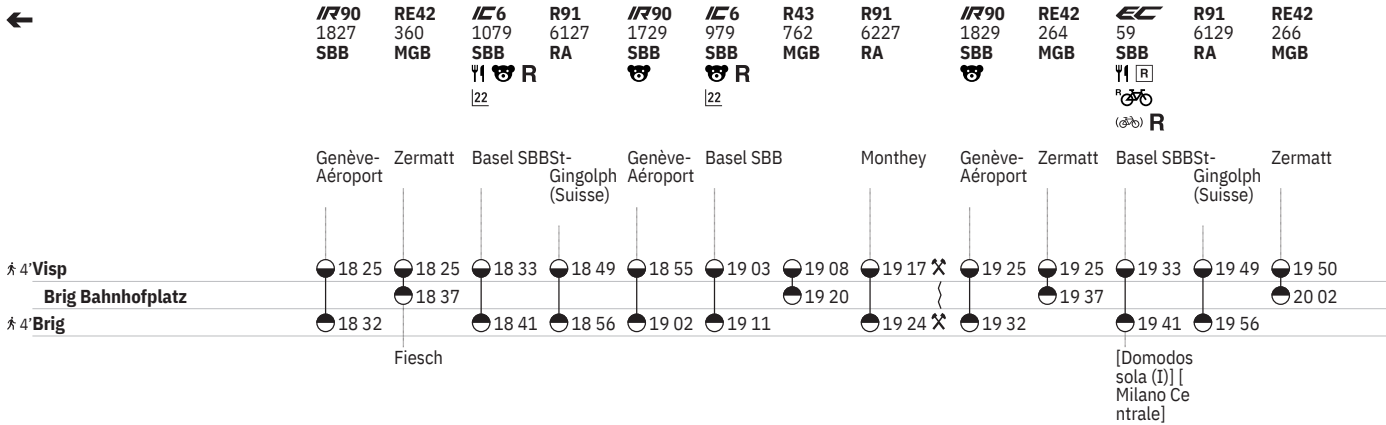 IR90 RE42 IC6 R91 IR90 IC6 R43 R91 IR90 RE42 EC R91 RE42
1827 360 1079 6127 1729 979 762 6227 1829 264 59 6129 266
SBB MGB SBB RA SBB SBB MGB RA SBB MGB SBB RA MGB
R R R
22 22 R
R
Genève- Zermatt Basel SBB St- Genève- Basel SBB Monthey Genève- Zermatt Basel SBB St- Zermatt
Aéroport Gingolph Aéroport Aéroport Gingolph
(Suisse) (Suisse)
4' Visp 18 25 18 25 18 33 18 49 18 55 19 03 19 08 19 17 19 25 19 25 19 33 19 49 19 50
Brig Bahnhofplatz 18 37 19 20 19 37 20 02
4' Brig 18 32 18 41 18 56 19 02 19 11 19 24 19 32 19 41 19 56
Fiesch [Domodos
sola (I)] [
Milano Ce
ntrale]